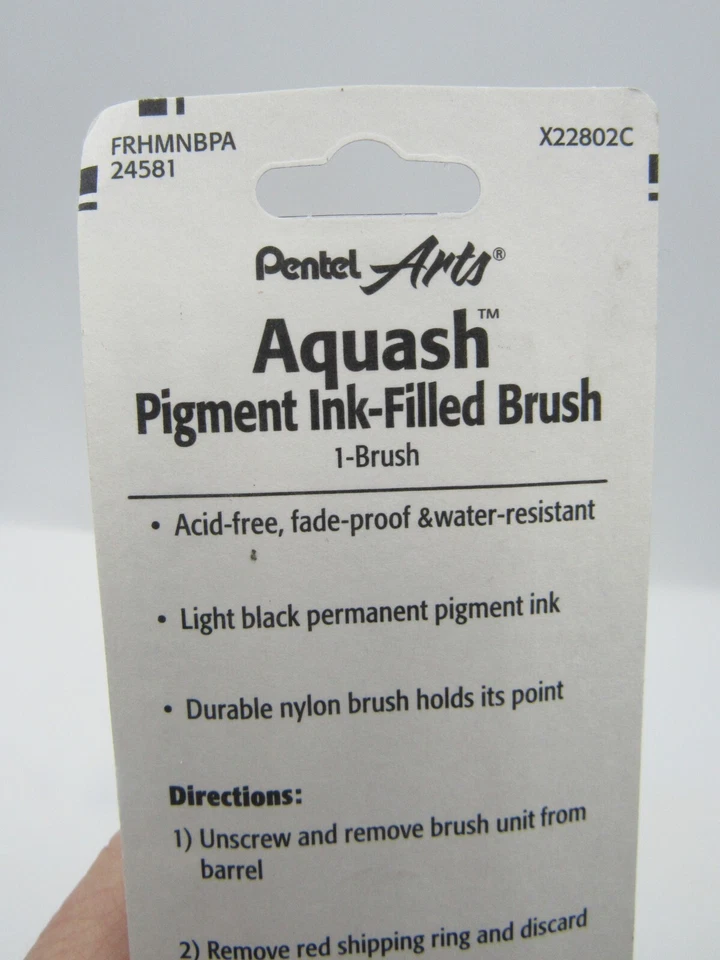 FRHMNBPA
24581
X22802C
Pentel Arts®
Aquash™
Pigment Ink-Filled Brush
1-Brush
• Acid-free, fade-proof &water-resistant
• Light black permanent pigment ink
• Durable nylon brush holds its point
Directions:
1) Unscrew and remove brush unit from
barrel
2) Remove red shipping ring and discard